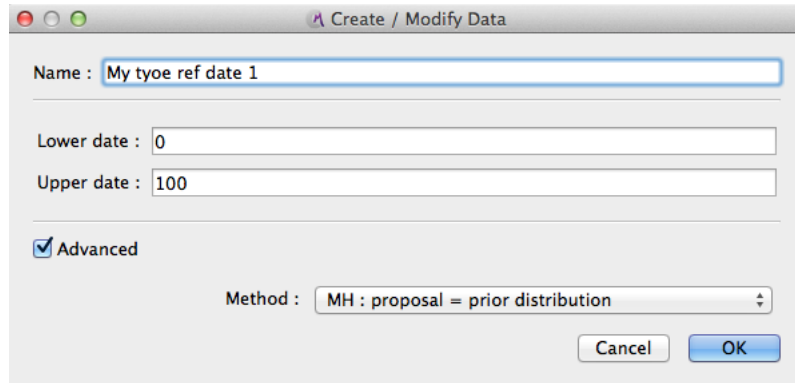 Create / Modify Data
Name : My tyoe ref date 1
Lower date : 0
Upper date : 100
Advanced
Method : MH : proposal = prior distribution
Cancel OK